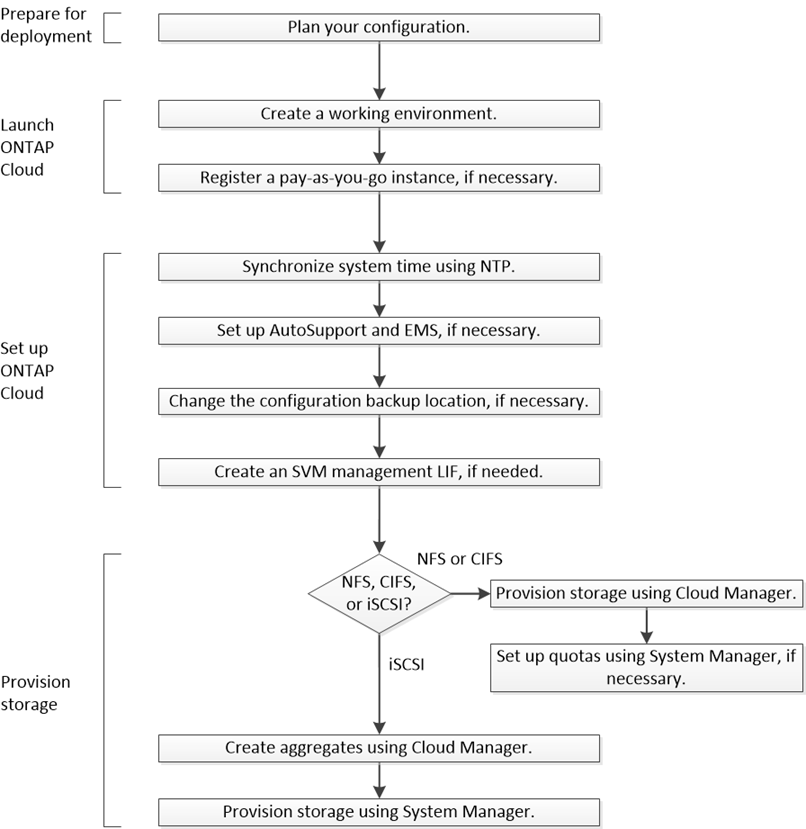 Prepare for
deployment
Plan your configuration.
Launch
ONTAP
Cloud
Create a working environment.
Register a pay-as-you-go instance, if necessary.
Set up
ONTAP
Cloud
Synchronize system time using NTP.
Set up AutoSupport and EMS, if necessary.
Change the configuration backup location, if necessary.
Create an SVM management LIF, if needed.
Provision
storage
NFS, CIFS,
or iSCSI?
NFS or CIFS
Provision storage using Cloud Manager.
Set up quotas using System Manager, if
necessary.
iSCSI
Create aggregates using Cloud Manager.
Provision storage using System Manager.